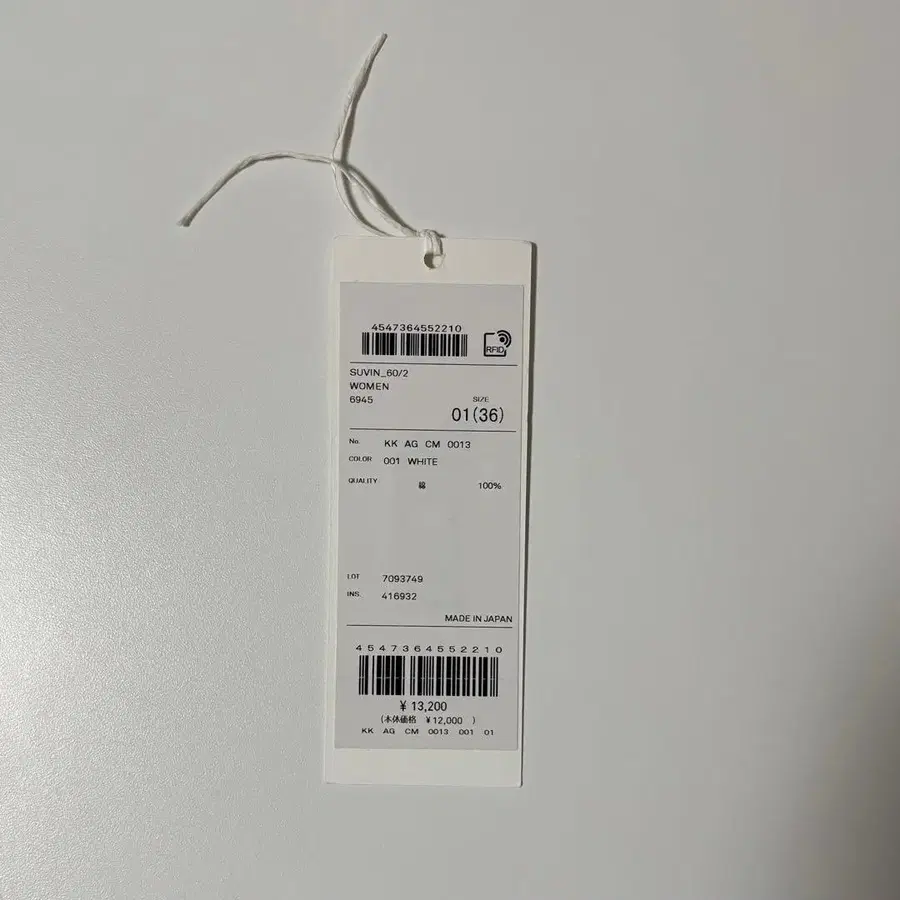 4547364552210
RFID
SUVIN_60/2
WOMEN
6945
SIZE
01(36)
No. KK AG CM 0013
COLOR 001 WHITE
QUALITY 綿 100%
LOT 7093749
INS. 416932
MADE IN JAPAN
4547364552210
¥ 13,200
(本体価格 ¥12,000 )
KK AG CM 0013 001 01